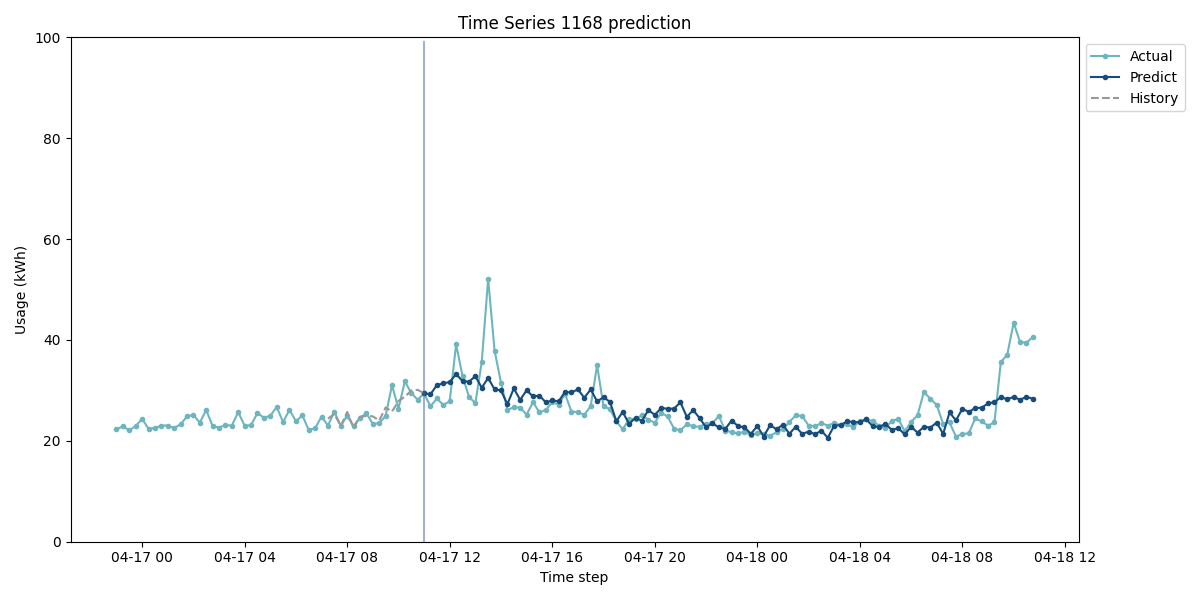 Time Series 1168 prediction
100
80
60
40
20
0
Usage (kWh)
04-17 00
04-17 04
04-17 08
04-17 12
04-17 16
04-17 20
04-18 00
04-18 04
04-18 08
04-18 12
Time step
Actual
Predict
History